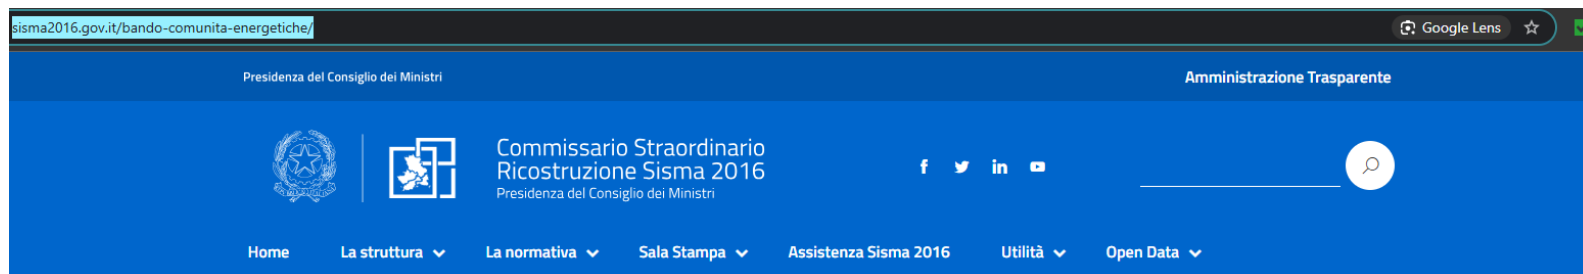 sisma2016.gov.it/bando-comunita-energetiche/
Google Lens
Presidenza del Consiglio dei Ministri
Amministrazione Trasparente
Commissario Straordinario
Ricostruzione Sisma 2016
Presidenza del Consiglio dei Ministri
Home La struttura La normativa Sala Stampa Assistenza Sisma 2016 Utilità Open Data